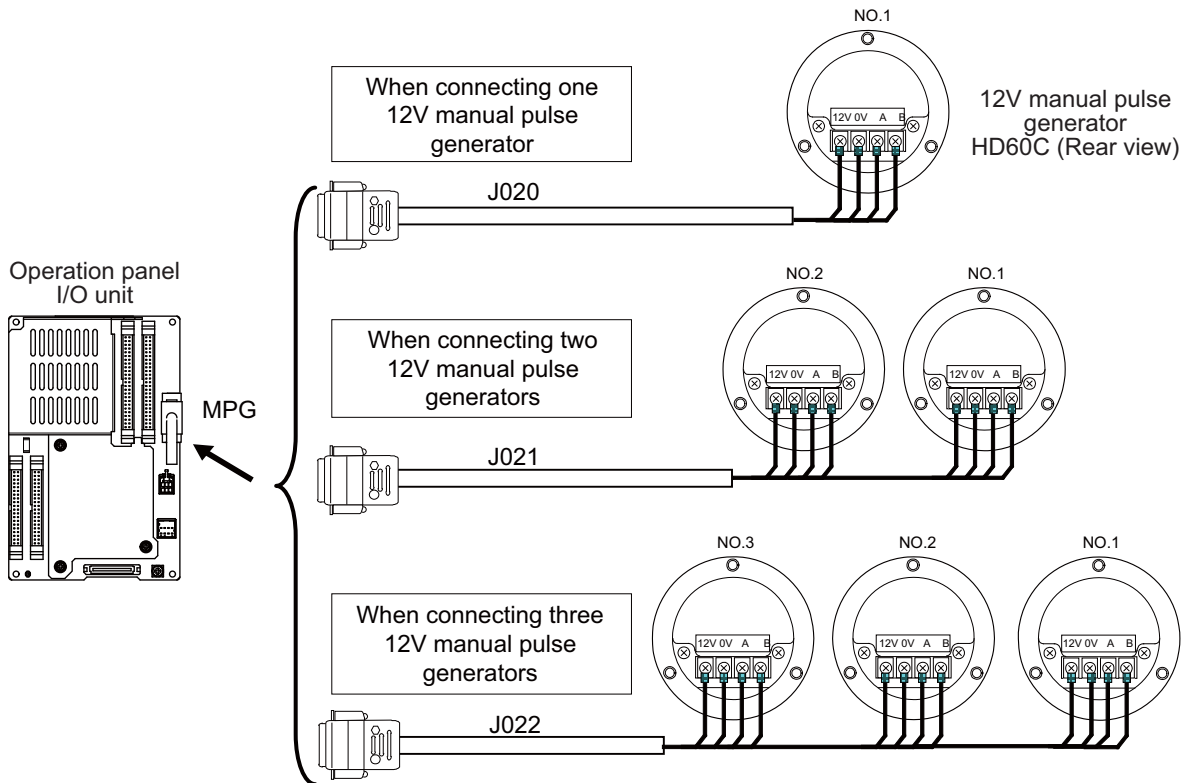 NO.1
When connecting one
12V manual pulse
generator
12V 0V A B
12V manual pulse
generator
HD60C (Rear view)
J020
Operation panel
I/O unit
MPG
NO.2
NO.1
When connecting two
12V manual pulse
generators
12V 0V A B
12V 0V A B
J021
NO.3
NO.2
NO.1
When connecting three
12V manual pulse
generators
12V 0V A B
12V 0V A B
12V 0V A B
J022